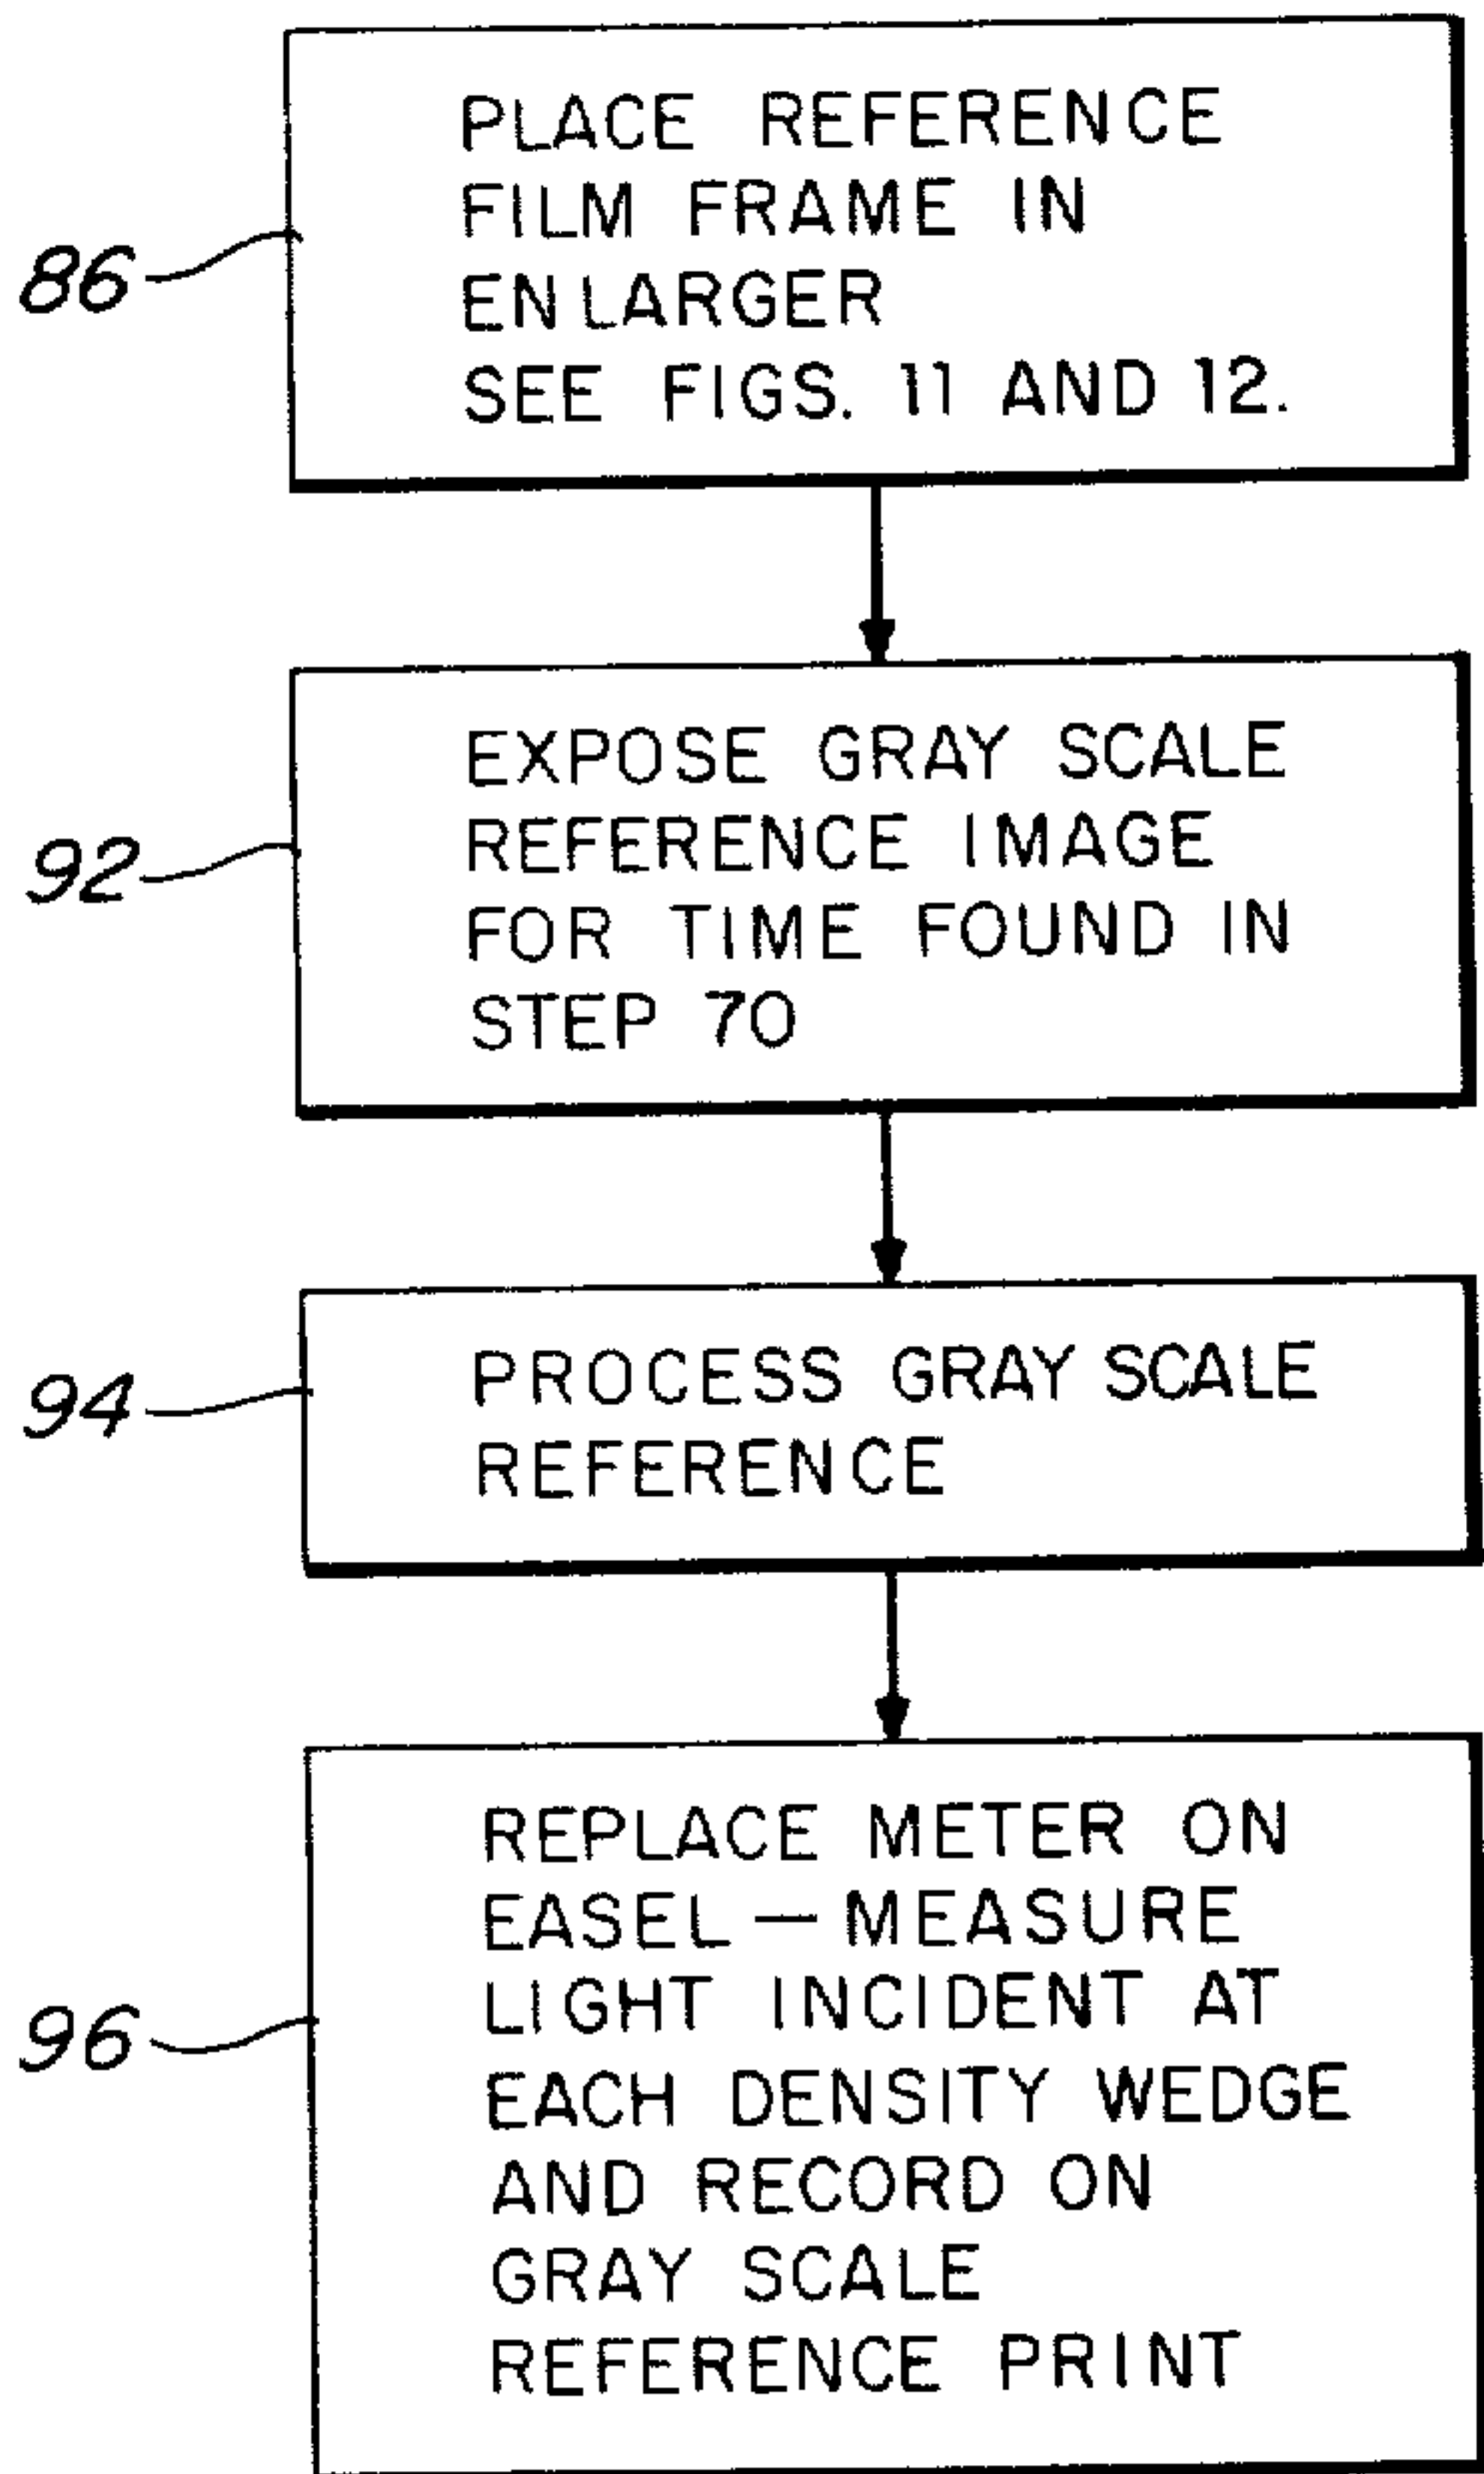 86
PLACE REFERENCE
FILM FRAME IN
ENLARGER
SEE FIGS. 11 AND 12.
92
EXPOSE GRAY SCALE
REFERENCE IMAGE
FOR TIME FOUND IN
STEP 70
94
PROCESS GRAY SCALE
REFERENCE
96
REPLACE METER ON
EASEL — MEASURE
LIGHT INCIDENT AT
EACH DENSITY WEDGE
AND RECORD ON
GRAY SCALE
REFERENCE PRINT